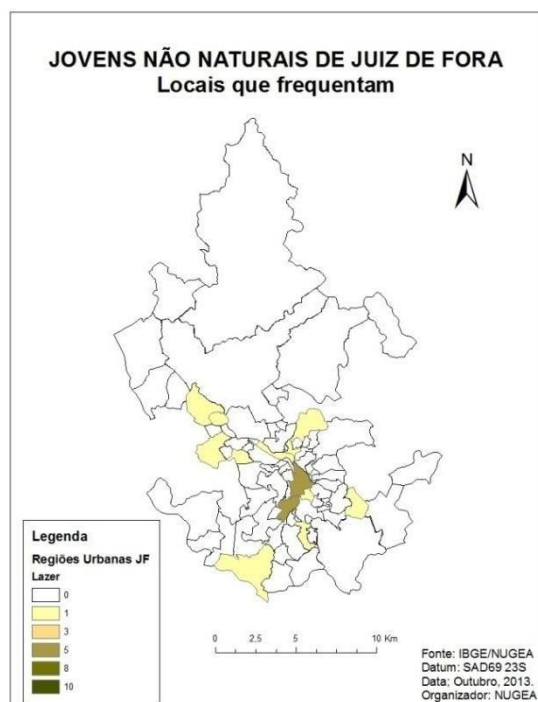 JOVENS NÃO NATURAIS DE JUIZ DE FORA
Locais que frequentam
N
Legenda
Regiões Urbanas JF
Lazer
0
1
3
5
8
10
0 2,5 5 10 Km
Fonte: IBGE/NUGEA
Datum: SAD69 23S
Data; Outubro, 2013.
Organizador: NUGEA